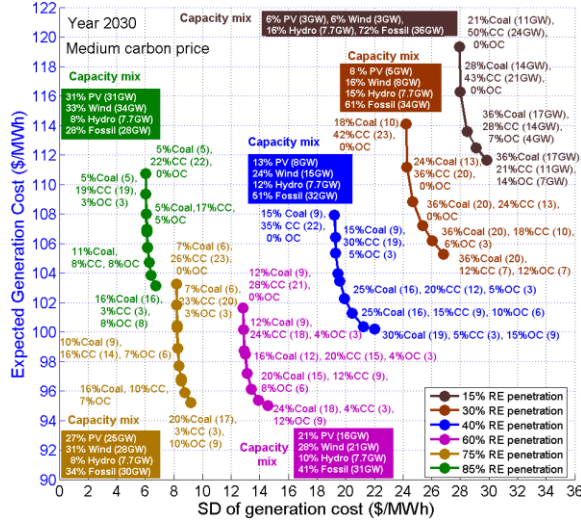 Year 2030
Medium carbon price
Capacity mix
6% PV (3GW), 6% Wind (3GW),
16% Hydro (7.7GW), 72% Fossil (36GW)
21%Coal (11GW)
50%CC (24GW),
0%OC
28%Coal (14GW)
43%CC (21GW),
0%OC
36%Coal (17GW)
28%CC (14GW)
7%OC (4GW)
36%Coal (17GW)
21%CC (11GW)
14%OC (7GW)
Capacity mix
8 % PV (5GW)
16% Wind (8GW)
15% Hydro (7.7GW)
61% Fossil (34GW)
18%Coal (10)
42%CC (23),
0%OC
24%Coal (13)
36%CC (20)
0%OC
36%Coal (20), 24%CC (13),
0%OC
36%Coal (20), 18%CC (10)
6%OC (3)
36%Coal (20)
12%CC (7), 12%OC (7)
Capacity mix
31% PV (31GW)
33% Wind (34GW)
8% Hydro (7.7GW)
28% Fossil (28GW)
5%Coal (5)
22%CC (22)
0%OC
5%Coal (5),
19%CC (19)
3%OC (3)
5%Coal,17%CC,
5%OC
11%Coal,
8%CC, 8%OC
16%Coal (16)
3%CC (3),
8%OC (8)
Capacity mix
13% PV (8GW)
24% Wind (15GW)
12% Hydro (7.7GW)
51% Fossil (32GW)
15%Coal (9)
35% CC (22),
0% OC
15%Coal (9),
30%CC (19)
5%OC (3)
25%Coal (16), 20%CC (12), 5%OC (3)
25%Coal (16), 15%CC (9), 10%OC (6)
30%Coal (19), 5%CC (3), 15%OC (9)
7%Coal (6)
26%CC (23)
0%OC
7%Coal (6),
23%CC (20)
3%OC (3)
10%Coal (9),
16%CC (14), 7%OC (6)
16%Coal, 10%CC,
7%OC
20%Coal (17)
3%CC (3)
10%OC (9)
12%Coal (9)
28%CC (21)
0%OC
12%Coal (9)
24%CC (18), 4%OC (3)
16%Coal (12), 20%CC (15), 4%OC (3)
20%Coal (15), 12%CC (9)
8%OC (6)
24%Coal (18), 4%CC (3),
12%OC (9)
Capacity mix
27% PV (25GW)
31% Wind (28GW)
8% Hydro (7.7GW)
34% Fossil (30GW)
Capacity
mix
21% PV (16GW)
28% Wind (21GW)
10% Hydro (7.7GW)
41% Fossil (31GW)
15% RE penetration
30% RE penetration
40% RE penetration
60% RE penetration
75% RE penetration
85% RE penetration
Expected Generation Cost ($/MWh)
122
120
118
116
114
112
110
108
106
104
102
100
98
96
94
92
90
0 2 4 6 8 10 12 14 16 18 20 22 24 26 28 30 32 34 36
SD of generation cost ($/MWh)